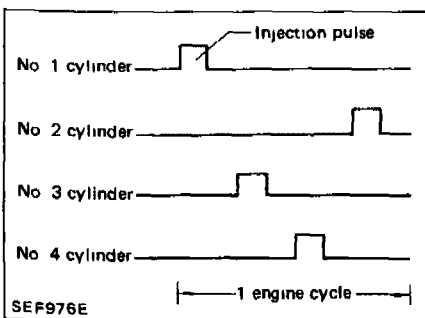 Injection pulse
No 1 cylinder
No 2 cylinder
No 3 cylinder
No 4 cylinder
1 engine cycle
SEF976E